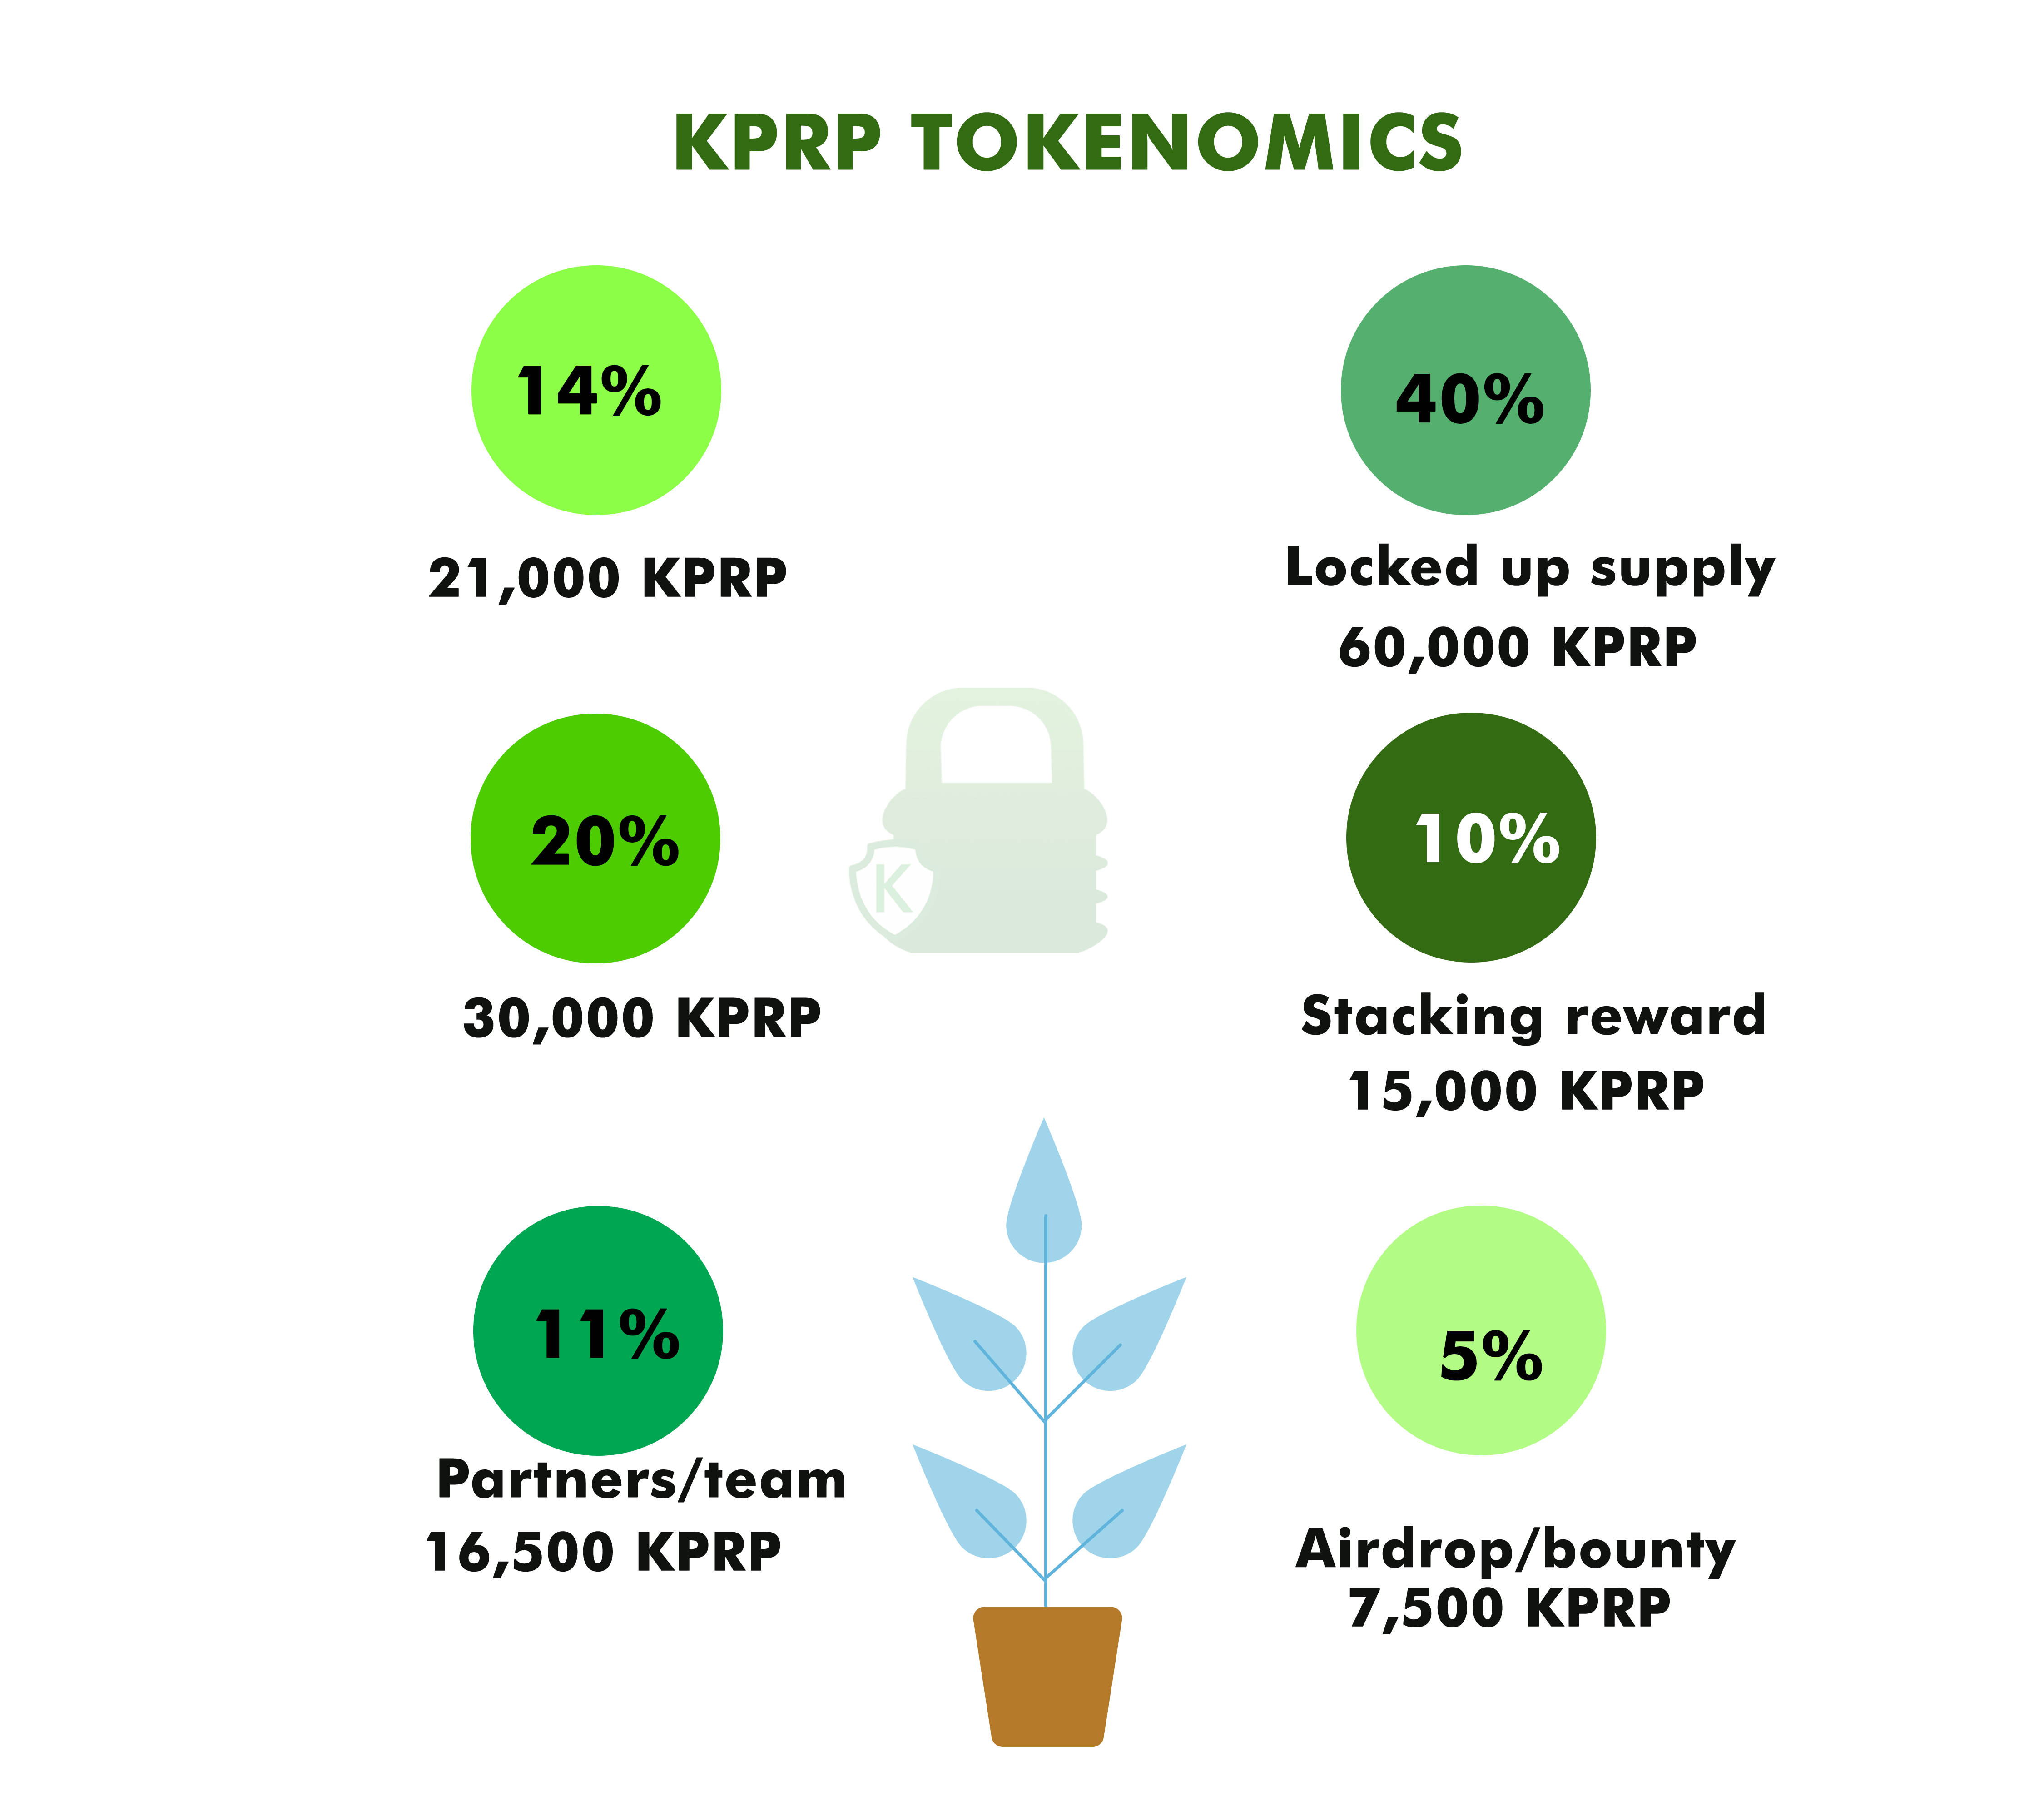 KPRP TOKENOMICS
14%
21,000 KPRP
40%
Locked up supply
60,000 KPRP
20%
30,000 KPRP
K
10%
Stacking reward
15,000 KPRP
11%
Partners/team
16,500 KPRP
5%
Airdrop/bounty
7,500 KPRP